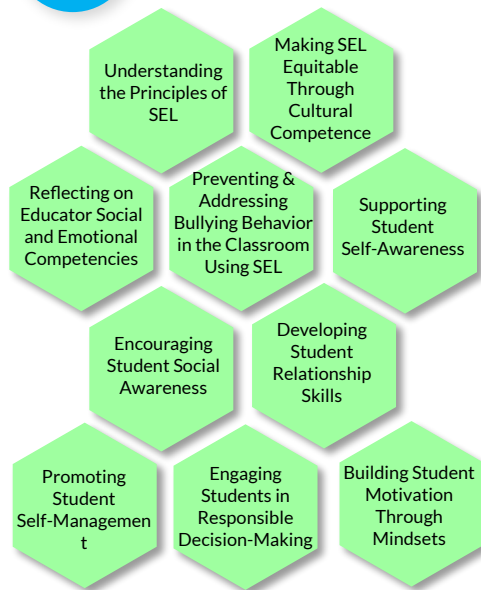 Understanding
the Principles of
SEL
Making SEL
Equitable
Through
Cultural
Competence
Reflecting on
Educator Social
and Emotional
Competencies
Preventing &
Addressing
Bullying Behavior
in the Classroom
Using SEL
Supporting
Student
Self-Awareness
Encouraging
Student Social
Awareness
Developing
Student
Relationship
Skills
Promoting
Student
Self-Managemen
t
Engaging
Students in
Responsible
Decision-Making
Building Student
Motivation
Through
Mindsets